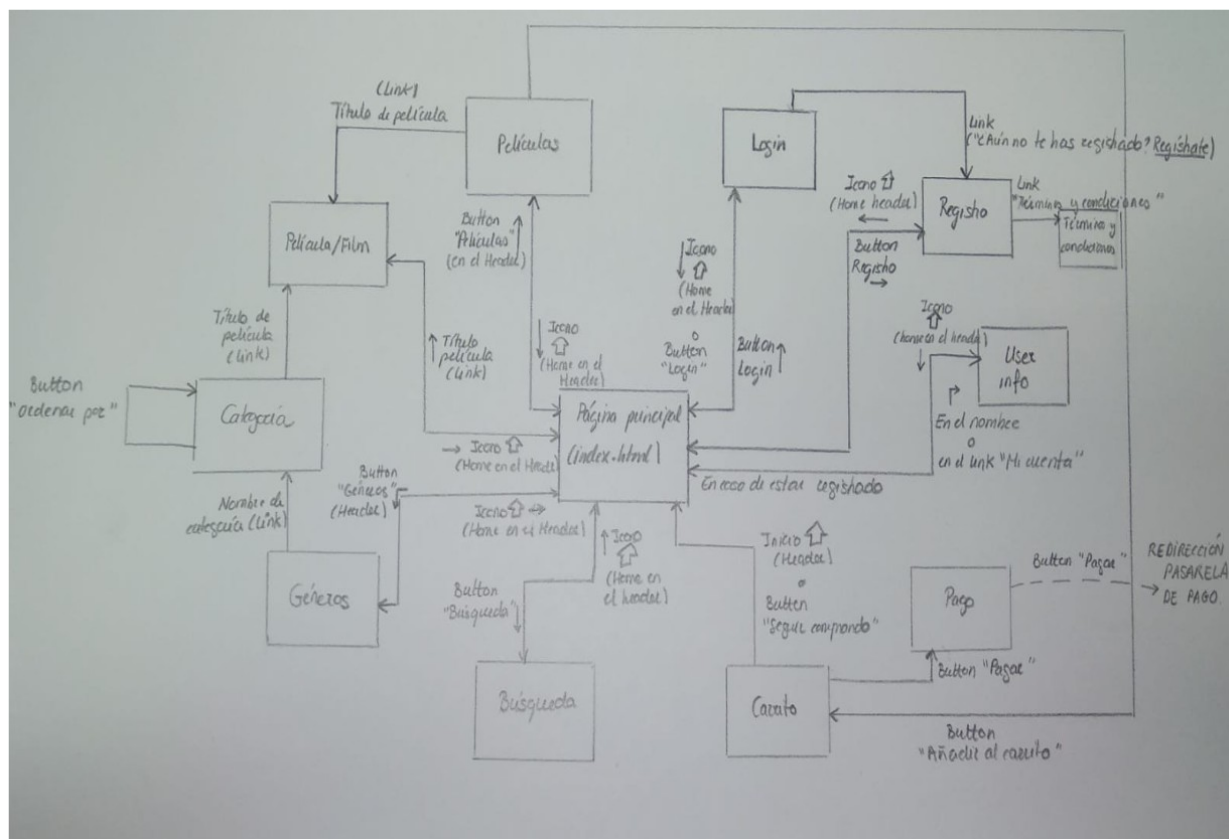 (Link)
Título de película
Películas
Login
Link
("¿Aún no te has registrado? Regístrate)
Icono
(Home header)
Registro
Link
"Términos y condiciones"
Términos y
condiciones
Button
"Películas"
(en el Header)
Película/Film
Button
Registro
Icono
(Home
en el Header)
o
Button
"Login"
Button
Login
Título de
película
(Link)
Título
película
(Link)
Icono
(Home en el
Header)
Icono
(home en el header)
User
info
Button
"Ordenar por"
Categoría
Página principal
(index.html)
En el nombre
o
en el link "Mi cuenta"
Icono
(Home en el Header)
En caso de estar registrado
Button
"Géneros"
(Header)
Nombre de
categoría (Link)
Icono
(Home en el Header)
Icono
(Home en
el header)
Inicio
(Header)
o
Button
"Seguir comprando"
Géneros
Button
"Búsqueda"
Pago
Button "Pagar"
REDIRECCIÓN
PASARELA
DE PAGO
Button "Pagar"
Búsqueda
Carrito
Button
"Añadir al carrito"